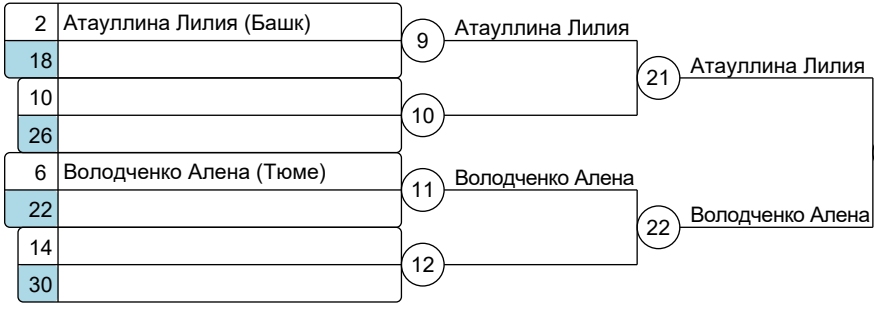 2 Атауллина Лилия (Башк)
18
9 Атауллина Лилия
10
26
10
21 Атауллина Лилия
6 Володченко Алена (Тюме)
22
11 Володченко Алена
14
30
12
22 Володченко Алена